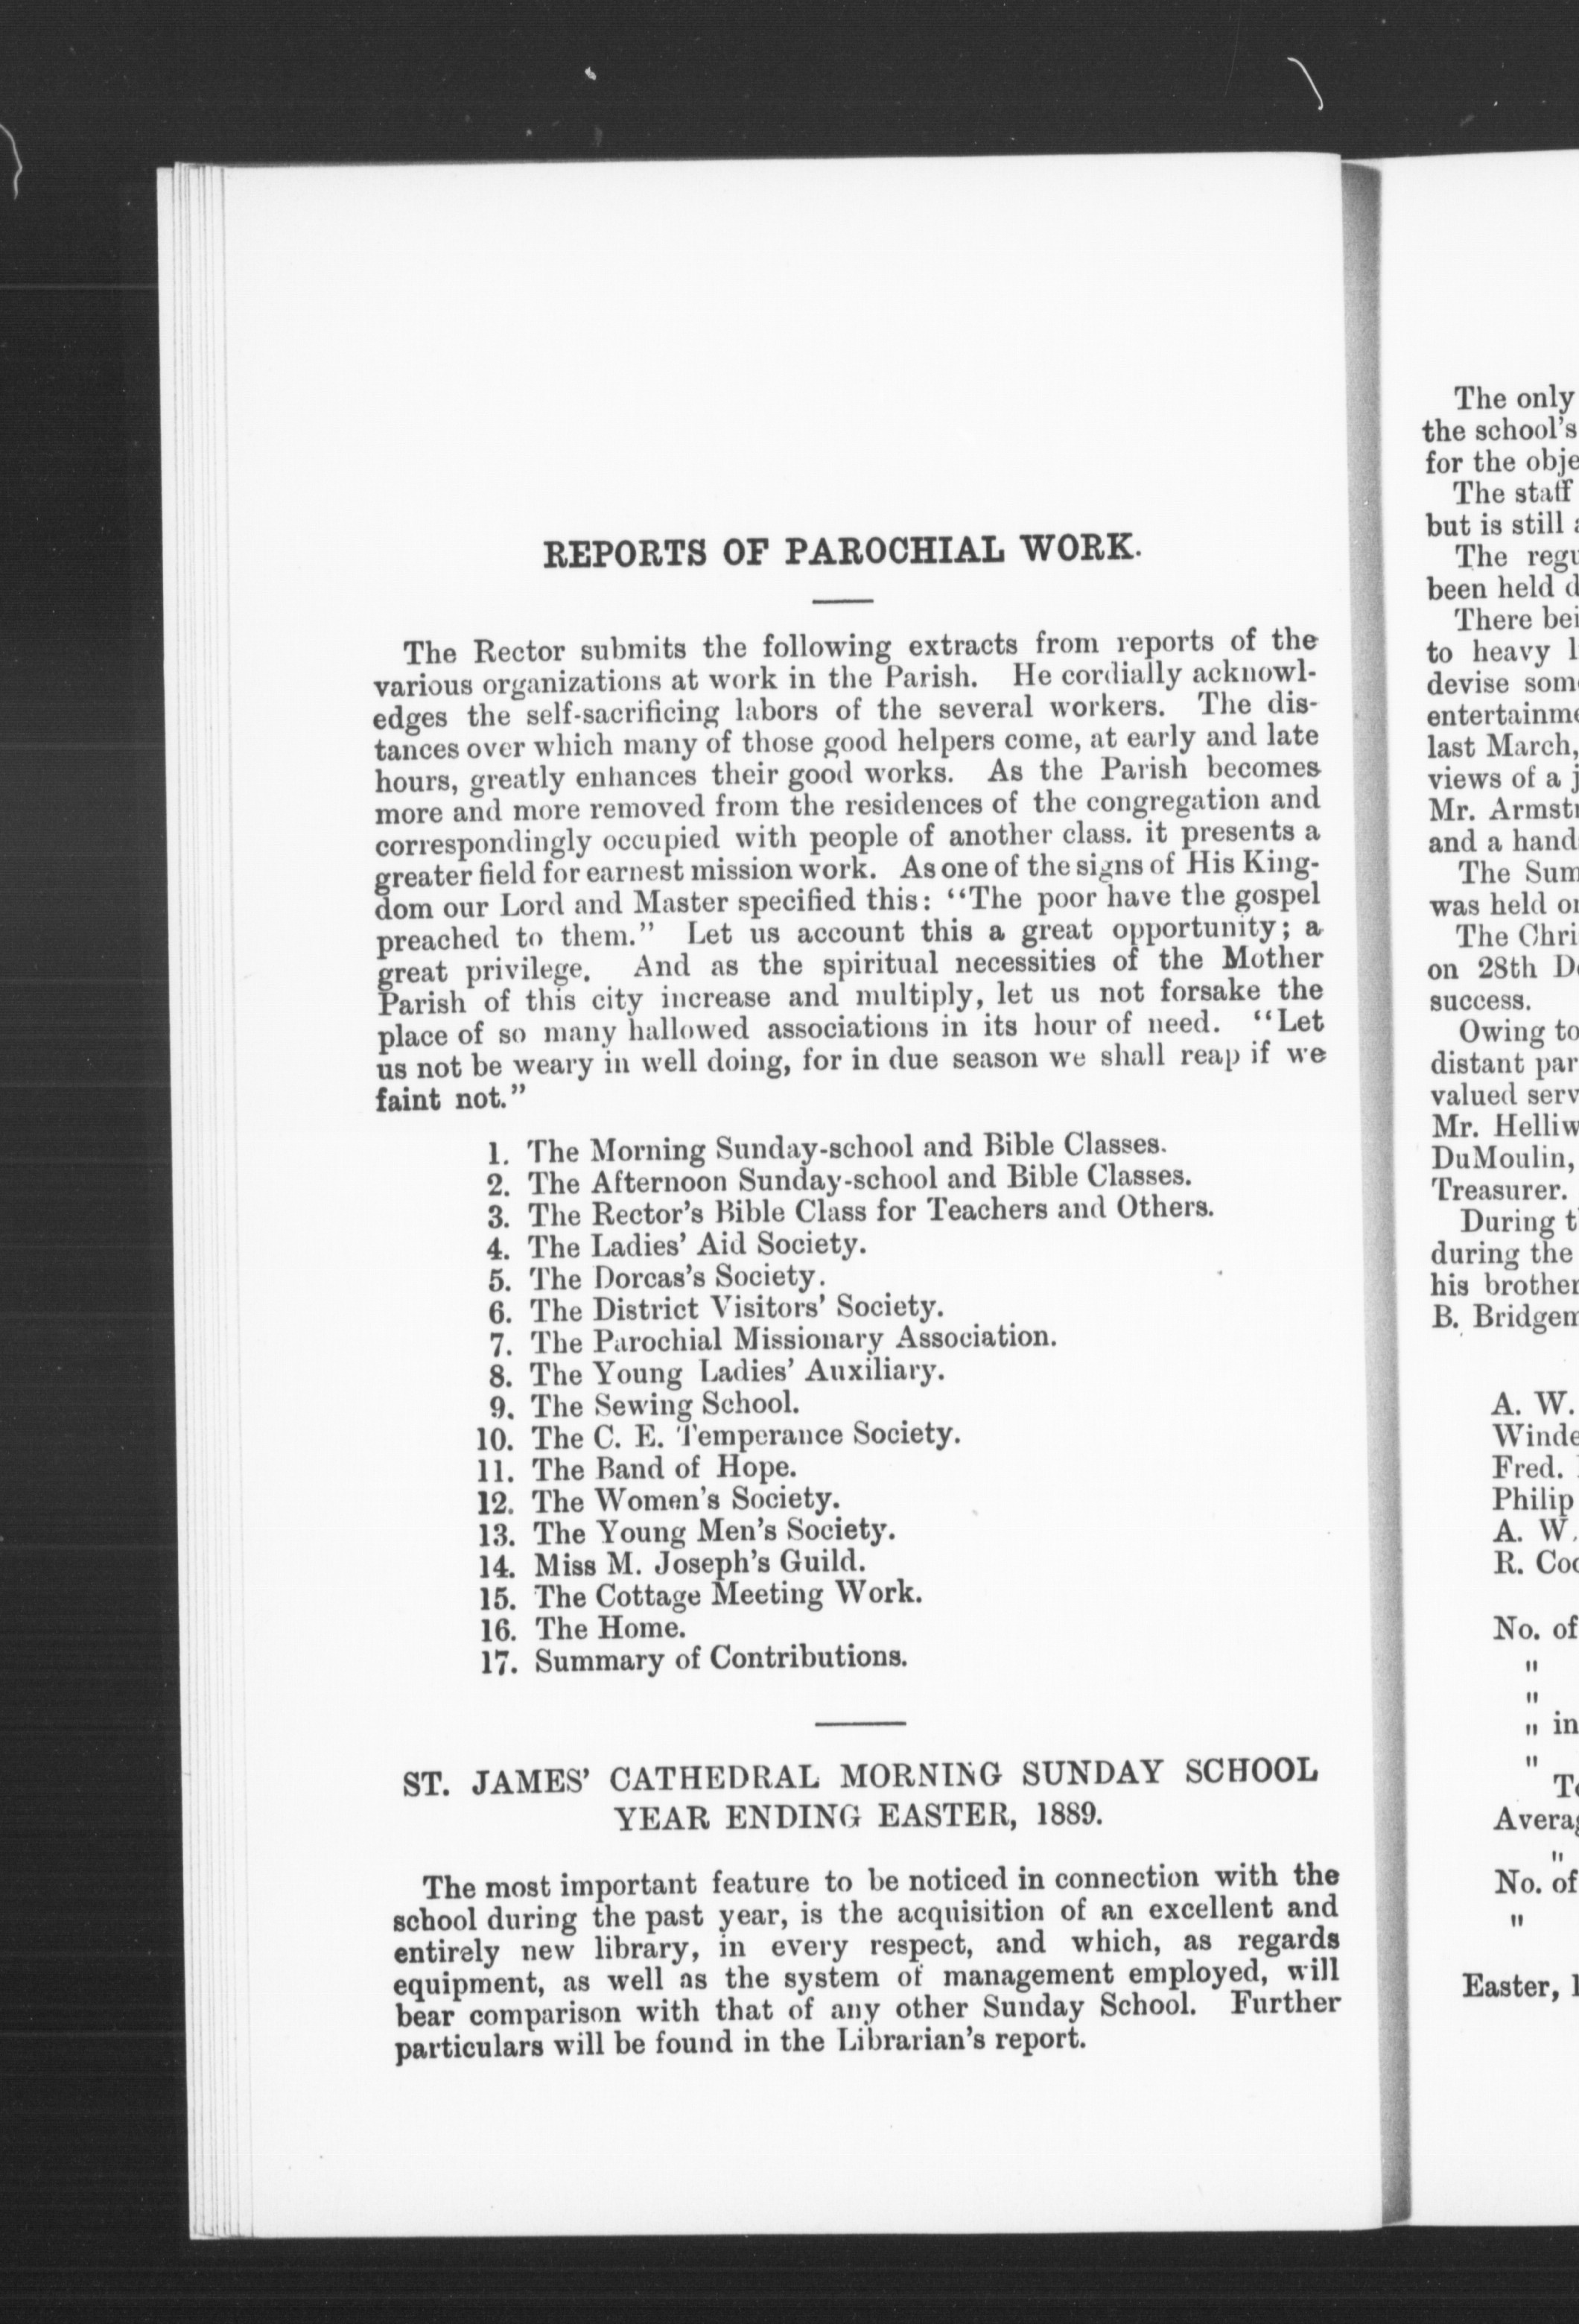 REPORTS OF PAROCHIAL WORK.
The Rector submits the following extracts from reports of the
various organizations at work in the Parish. He cordially acknowl-
edges the self-sacrificing labors of the several workers. The dis-
tances over which many of those good helpers come, at early and late
hours, greatly enhances their good works. As the Parish becomes
more and more removed from the residences of the congregation and
correspondingly occupied with people of another class. it presents a
greater field for earnest mission work. As one of the signs of His King-
dom our Lord and Master specified this: “The poor have the gospel
preached to them.” Let us account this a great opportunity; a
great privilege. And as the spiritual necessities of the Mother
Parish of this city increase and multiply, let us not forsake the
place of so many hallowed associations in its hour of need. “Let
us not be weary in well doing, for in due season we shall reap if we
faint not.”
1. The Morning Sunday-school and Bible Classes.
2. The Afternoon Sunday-school and Bible Classes.
3. The Rector’s Bible Class for Teachers and Others.
4. The Ladies’ Aid Society.
5. The Dorcas’s Society.
6. The District Visitors’ Society.
7. The Parochial Missionary Association.
8. The Young Ladies’ Auxiliary.
9. The Sewing School.
10. The C. E. Temperance Society.
11. The Band of Hope.
12. The Women’s Society.
13. The Young Men’s Society.
14. Miss M. Joseph’s Guild.
15. The Cottage Meeting Work.
16. The Home.
17. Summary of Contributions.
ST. JAMES’ CATHEDRAL MORNING SUNDAY SCHOOL
YEAR ENDING EASTER, 1889.
The most important feature to be noticed in connection with the
school during the past year, is the acquisition of an excellent and
entirely new library, in every respect, and which, as regards
equipment, as well as the system of management employed, will
bear comparison with that of any other Sunday School. Further
particulars will be found in the Librarian’s report.
The only
the school’s
for the obje
The staff
but is still
The regu
been held d
There bei
to heavy l
devise som
entertainme
last March,
views of a j
Mr. Armstr
and a hand
The Sum
was held on
The Chri
on 28th De
success.
Owing to
distant par
valued serv
Mr. Helliw
DuMoulin,
Treasurer.
During t
during the
his brother
B. Bridgem
A. W.
Winde
Fred.
Philip
A. W.
R. Coo
No. of
"
"
" in
"
To
Averag
"
No. of
"
Easter, 1